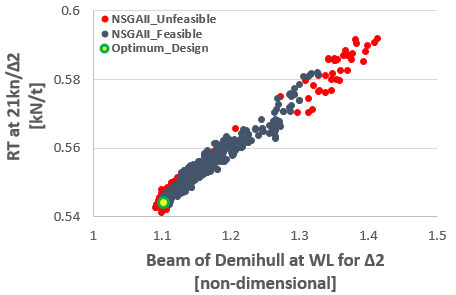 0.6
NSGAII_Unfeasible
NSGAII_Feasible
Optimum_Design
0.58
0.56
0.54
RT at 21kn/Δ2
[kN/t]
1 1.1 1.2 1.3 1.4 1.5
Beam of Demihull at WL for Δ2
[non-dimensional]